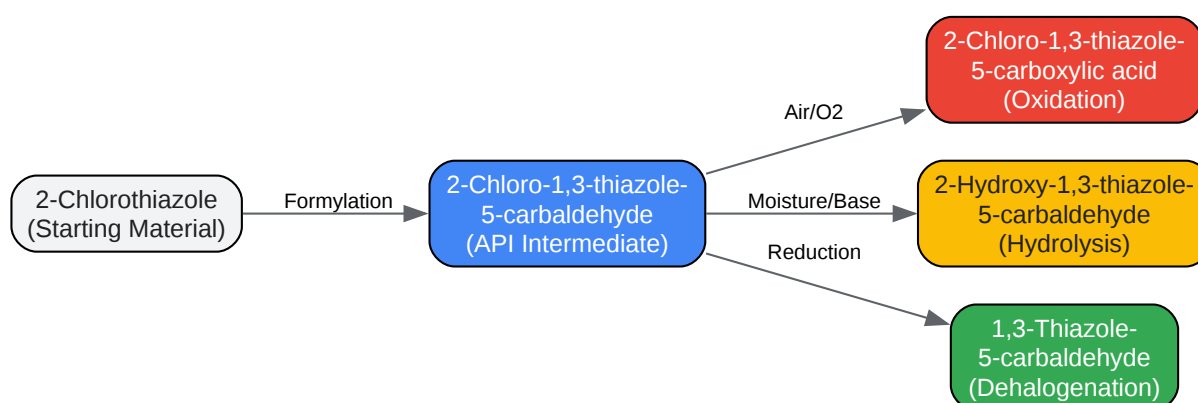 2-Chlorothiazole
(Starting Material)
Formylation
2-Chloro-1,3-thiazole-
5-carbaldehyde
(API Intermediate)
Air/O2
2-Chloro-1,3-thiazole-
5-carboxylic acid
(Oxidation)
Moisture/Base
2-Hydroxy-1,3-thiazole-
5-carbaldehyde
(Hydrolysis)
Reduction
1,3-Thiazole-
5-carbaldehyde
(Dehalogenation)